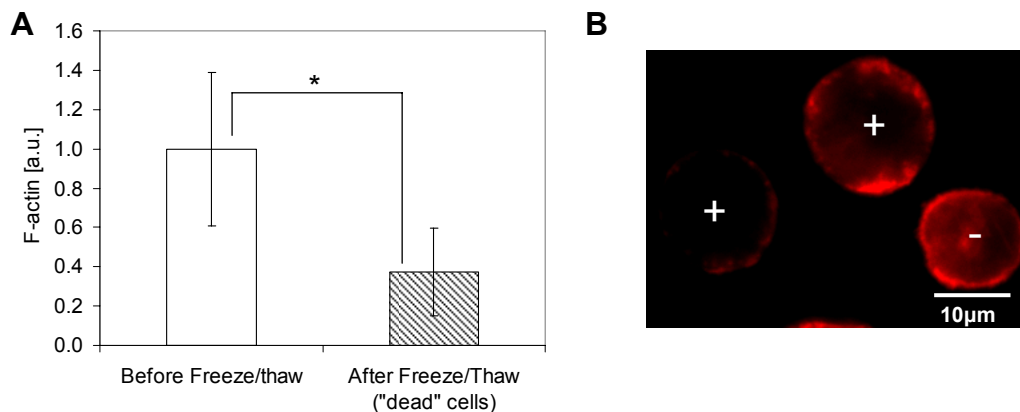 A
1.6
1.4
1.2
1.0
0.8
0.6
0.4
0.2
0.0
F-actin [a.u.]
*
Before Freeze/thaw
After Freeze/Thaw
("dead" cells)
B
+
+
-
10µm